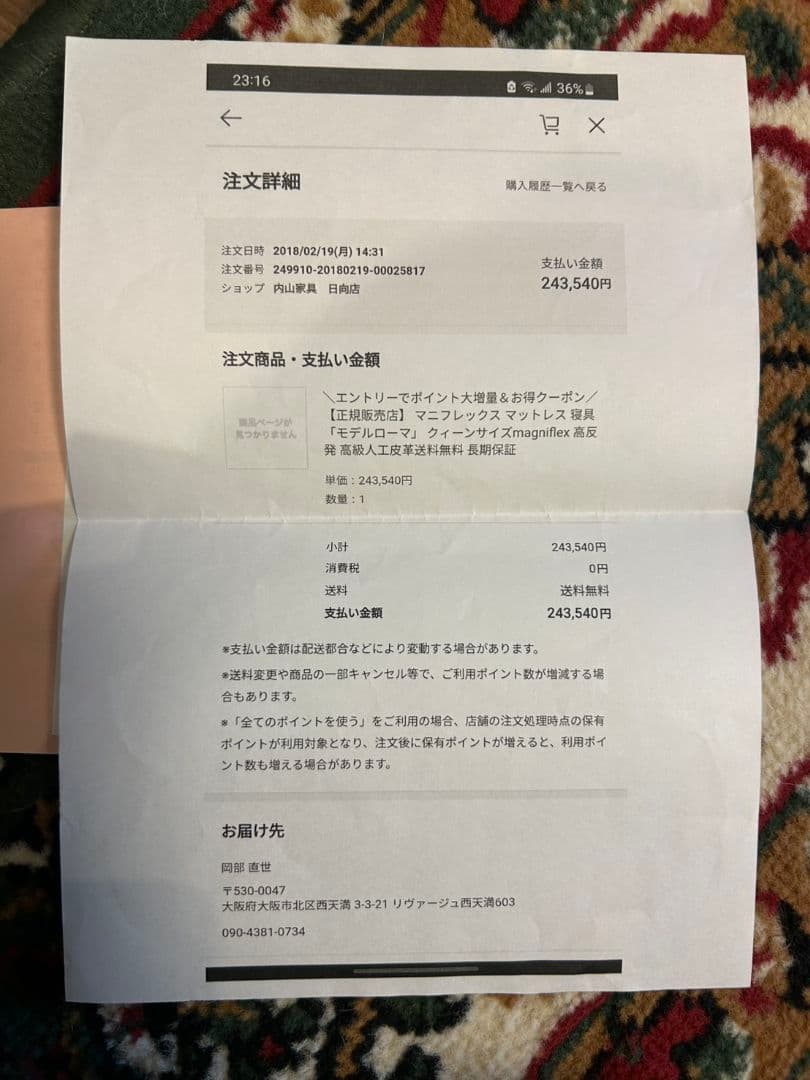 23:16
36%
注文詳細
購入履歴一覧へ戻る
注文日時 2018/02/19(月) 14:31
注文番号 249910-20180219-00025817
ショップ 内山家具 日向店
支払い金額
243,540円
注文商品・支払い金額
商品ページが
見つかりません
＼エントリーでポイント大増量＆お得クーポン／
【正規販売店】 マニフレックス マットレス 寝具
「モデルローマ」 クィーンサイズmagniflex 高反
発 高級人工皮革送料無料 長期保証
単価：243,540円
数量：1
小計 243,540円
消費税 0円
送料 送料無料
支払い金額 243,540円
※支払い金額は配送都合などにより変動する場合があります。
※送料変更や商品の一部キャンセル等で、ご利用ポイント数が増減する場
合もあります。
※「全てのポイントを使う」をご利用の場合、店舗の注文処理時点の保有
ポイントが利用対象となり、注文後に保有ポイントが増えると、利用ポイ
ント数も増える場合があります。
お届け先
岡部 直世
〒530-0047
大阪府大阪市北区西天満 3-3-21 リヴァージュ西天満603
090-4381-0734